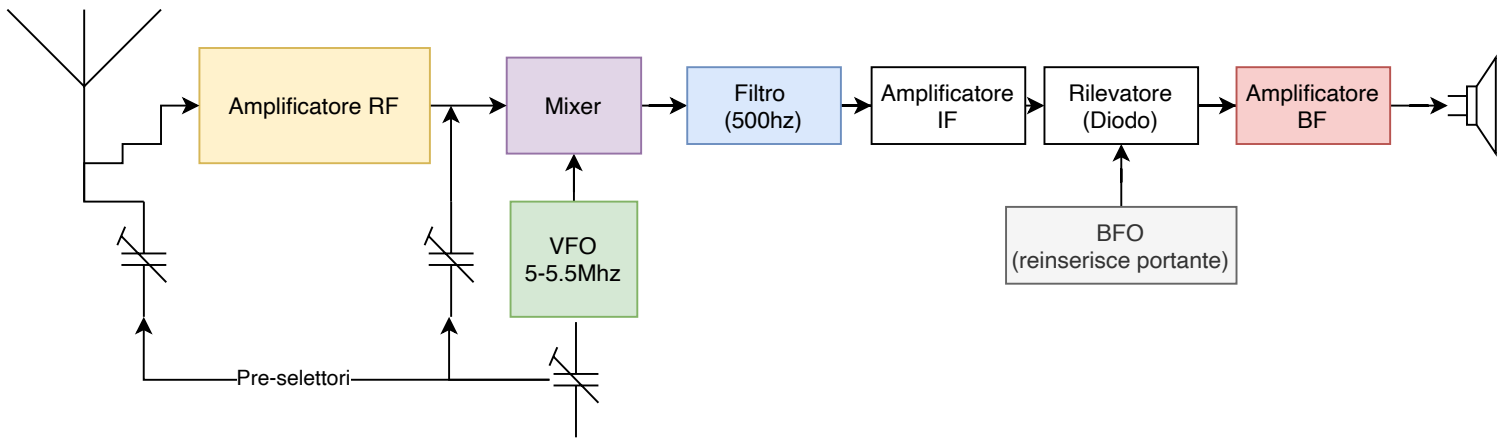 Amplificatore RF
Mixer
Filtro
(500hz)
Amplificatore
IF
Rilevatore
(Diodo)
Amplificatore
BF
VFO
5-5.5Mhz
BFO
(reinserisce portante)
Pre-selettori